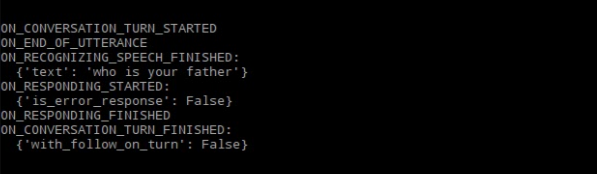 ON_CONVERSATION_TURN_STARTED
ON_END_OF_UTTERANCE
ON_RECOGNIZING_SPEECH_FINISHED:
  {'text': 'who is your father'}
ON_RESPONDING_STARTED:
  {'is_error_response': False}
ON_RESPONDING_FINISHED
ON_CONVERSATION_TURN_FINISHED:
  {'with_follow_on_turn': False}